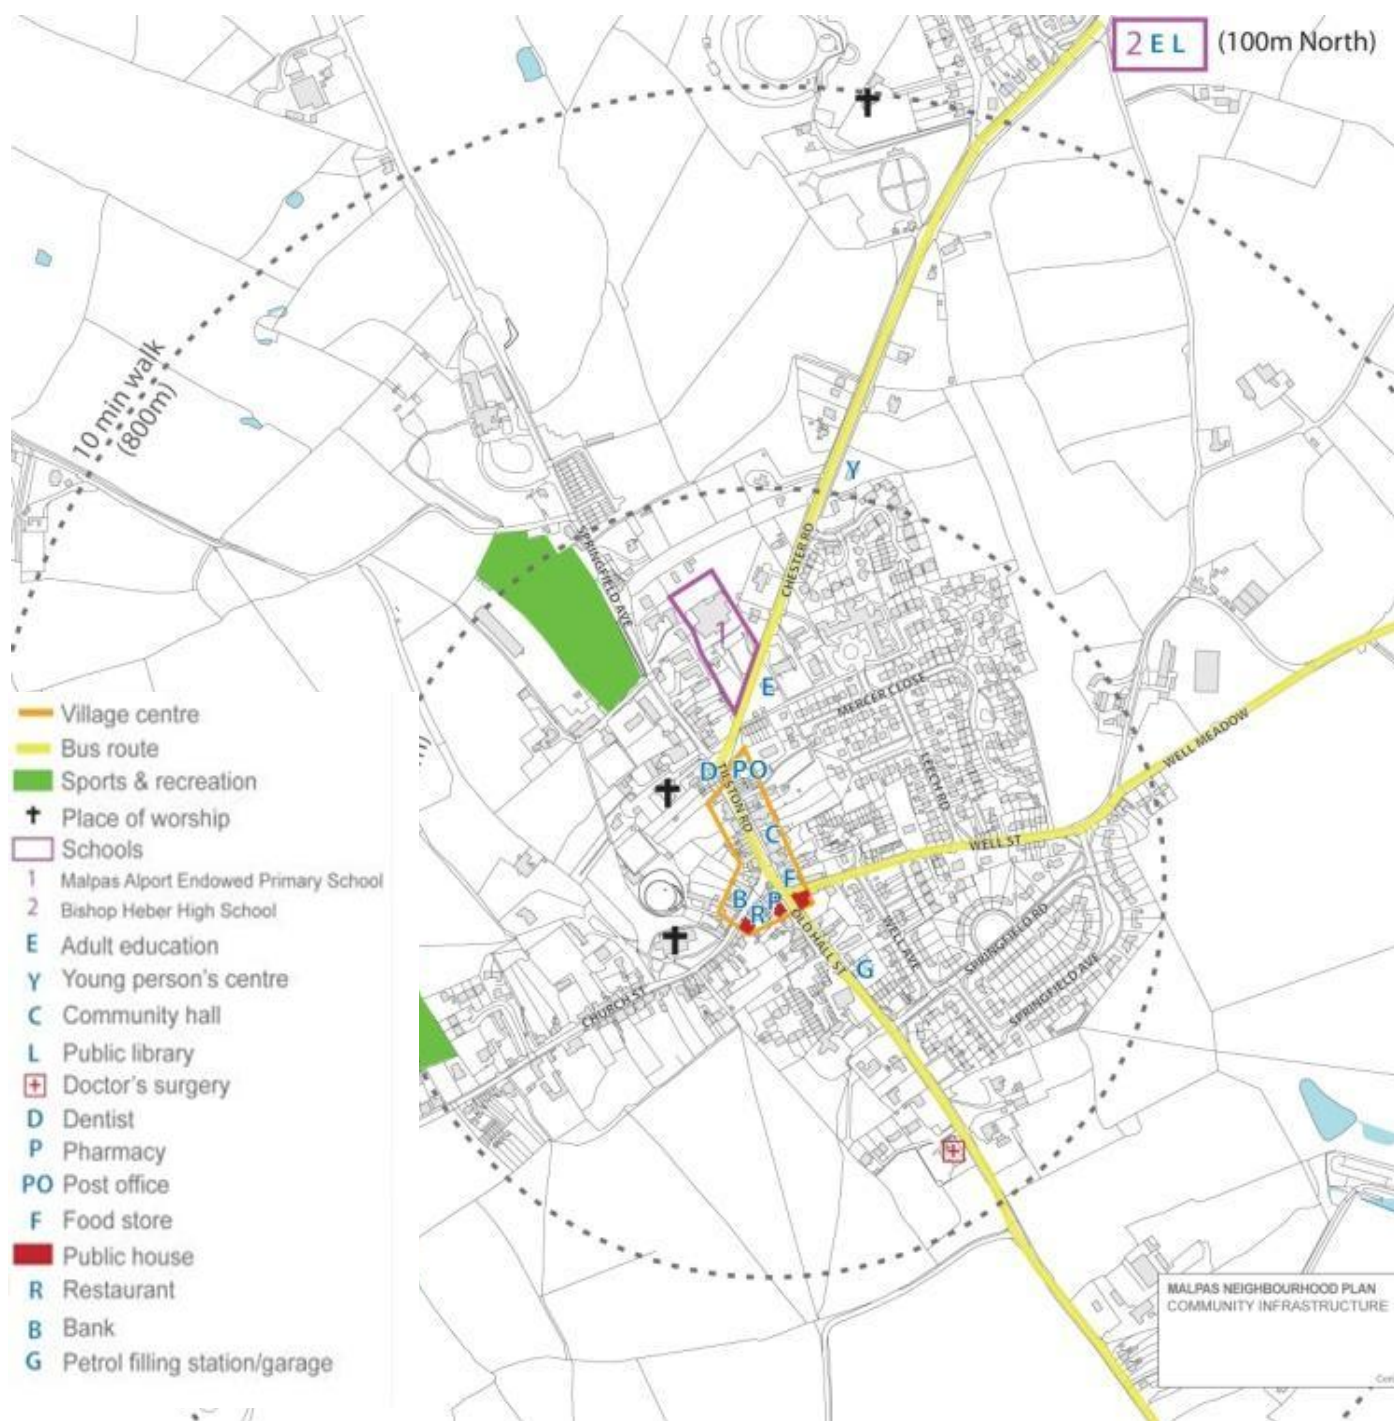 2 E L (100m North)
10 min walk
(800m)
Y
SPRINGFIELD AVE
CHESTER RD
1
E
MERCER CLOSE
LEECH RD
WELL MEADOW
D
PO
TILSTON RD
C
WELL ST
F
B
R
P
OLD HALL ST
WELL AVE
G
SPRINGFIELD RD
SPRINGFIELD AVE
CHURCH ST
Village centre
Bus route
Sports & recreation
Place of worship
Schools
1 Malpas Alport Endowed Primary School
2 Bishop Heber High School
E Adult education
Y Young person's centre
C Community hall
L Public library
Doctor's surgery
D Dentist
P Pharmacy
PO Post office
F Food store
Public house
R Restaurant
B Bank
G Petrol filling station/garage
MALPAS NEIGHBOURHOOD PLAN
COMMUNITY INFRASTRUCTURE